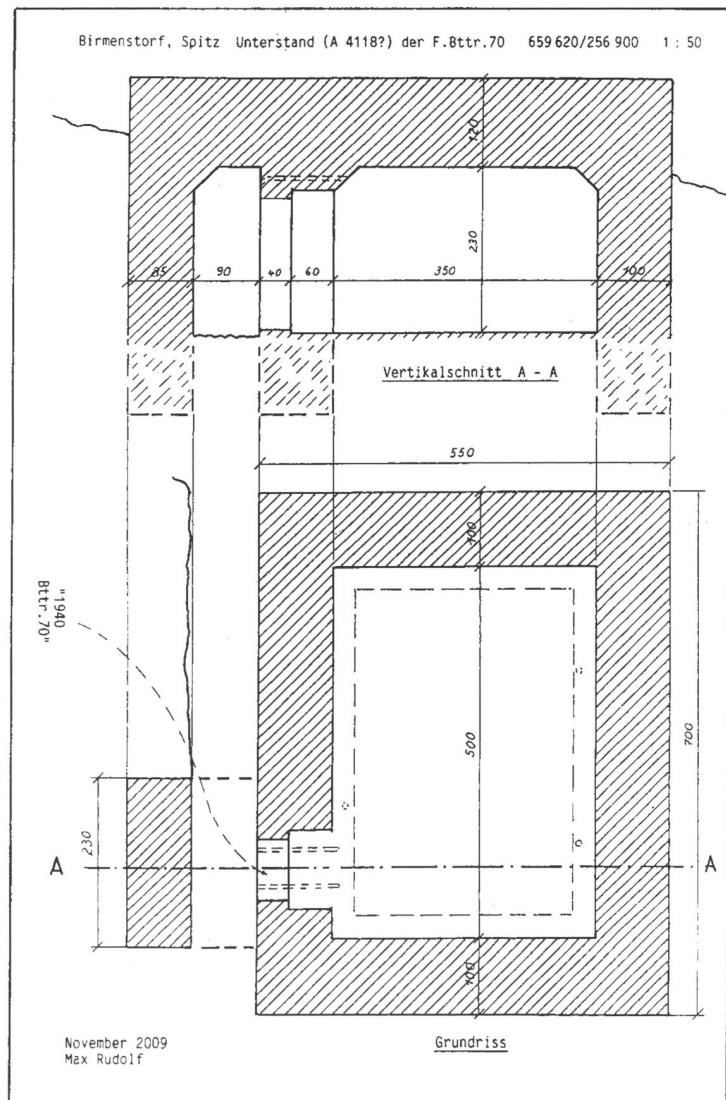 Birmenstorf, Spitz Unterstand (A 4118?) der F.Bttr.70 659 620/256 900 1 : 50
120
230
85 90 40 60 350 100
Vertikalschnitt A - A
550
100
"1940
Bttr.70"
500
700
230
A A
100
November 2009
Max Rudolf
Grundriss